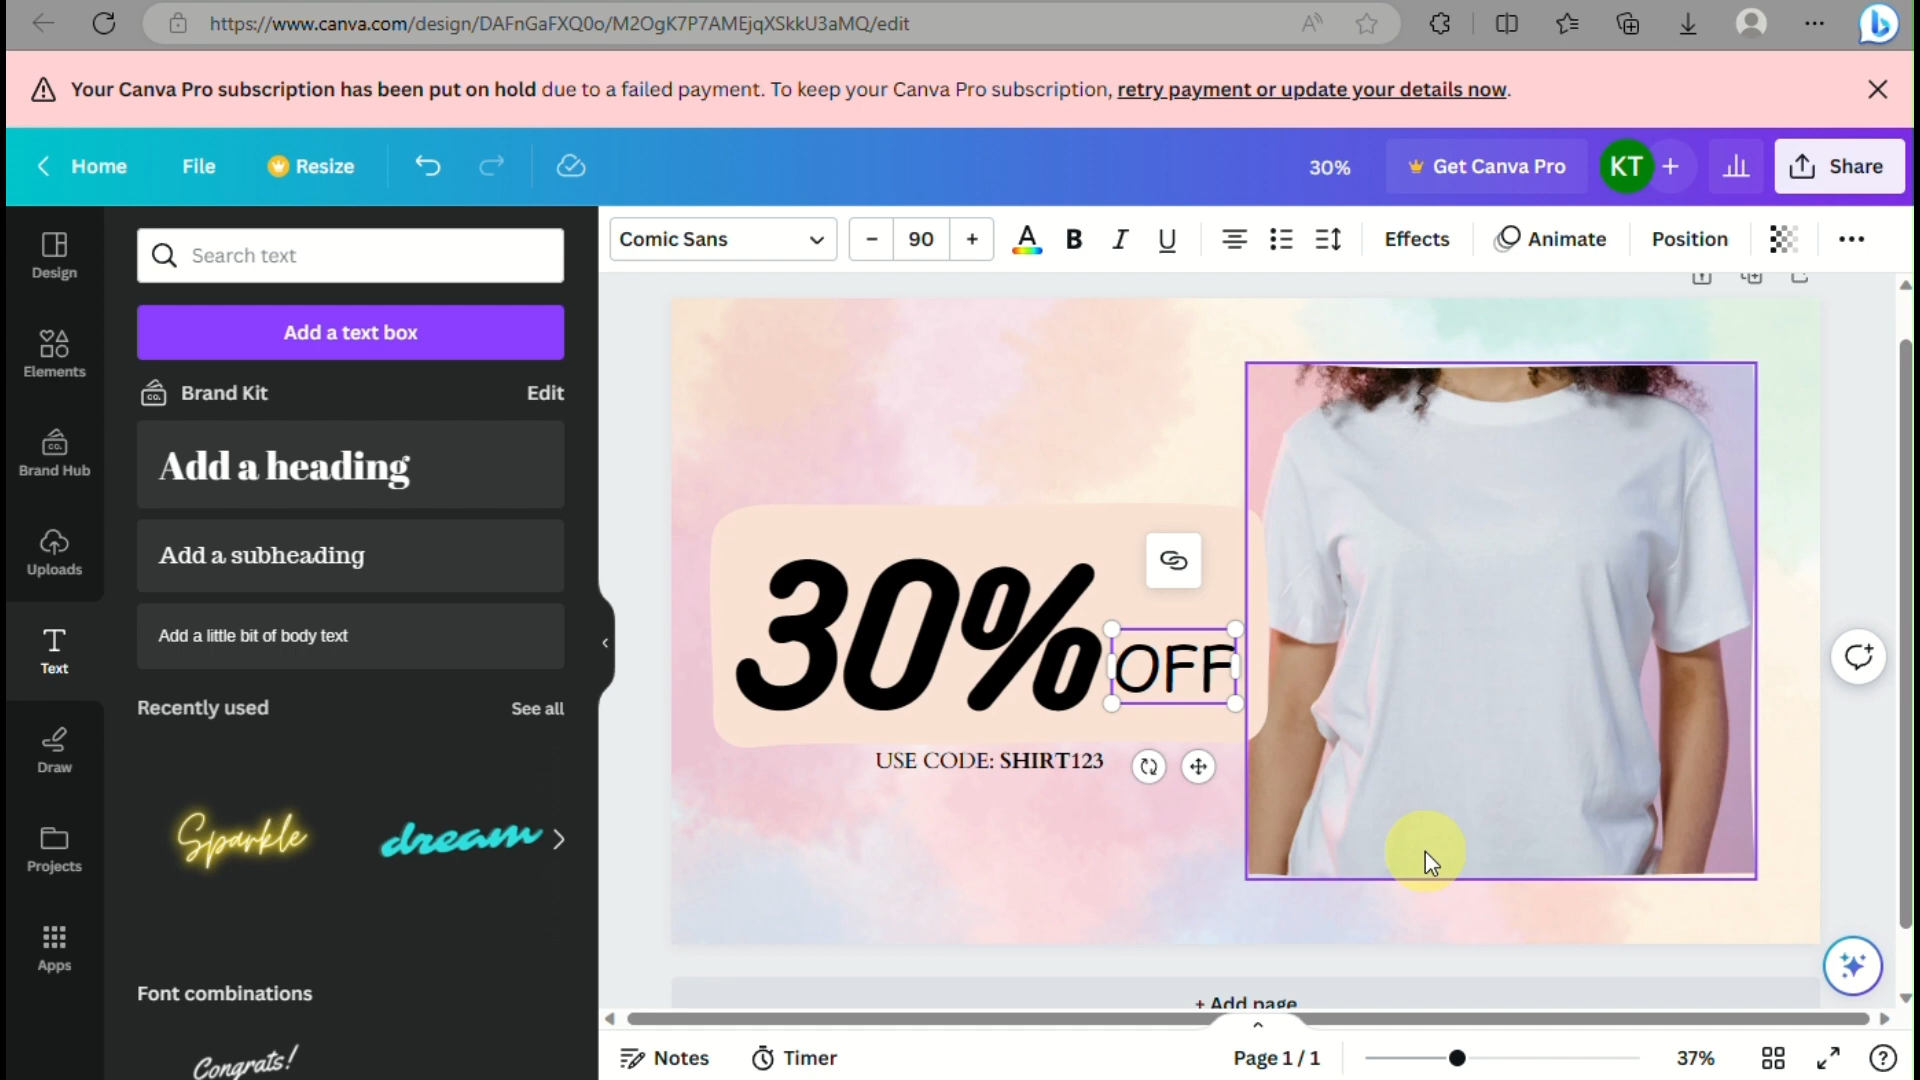 https://www.canva.com/design/DAFnGaFXQ0o/M2OgK7P7AMEjqXSkkU3aMQ/edit
Your Canva Pro subscription has been put on hold due to a failed payment. To keep your Canva Pro subscription, retry payment or update your details now.
Home File Resize 30% Get Canva Pro KT + Share
Comic Sans - 90 + A B I U Effects Animate Position
Design
Elements
Brand Hub
Uploads
Text
Draw
Projects
Apps
Search text
Add a text box
Brand Kit Edit
Add a heading
Add a subheading
Add a little bit of body text
Recently used See all
Sparkle dream
Font combinations
Congrats!
30% OFF
USE CODE: SHIRT123
+ Add page
Notes Timer Page 1 / 1 37%